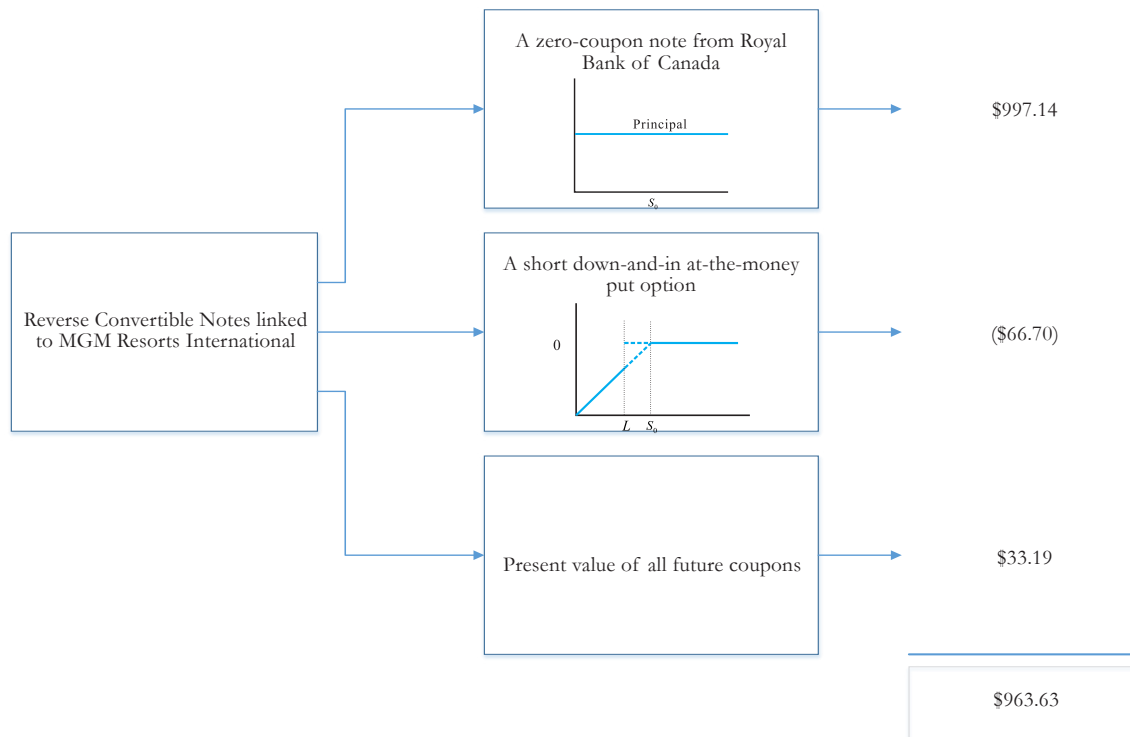 A zero-coupon note from Royal
Bank of Canada
Principal
S₀
$997.14
Reverse Convertible Notes linked
to MGM Resorts International
A short down-and-in at-the-money
put option
0
L S₀
($66.70)
Present value of all future coupons
$33.19
$963.63